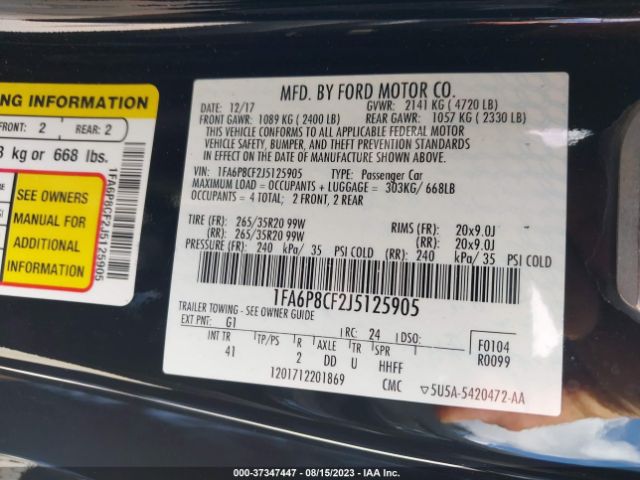 NG INFORMATION
FRONT: 2 REAR: 2
3 kg or 668 lbs.
SEE OWNERS
MANUAL FOR
ADDITIONAL
INFORMATION
1FA6P8CF2J5125905
MFD. BY FORD MOTOR CO.
DATE: 12/17 GVWR: 2141 KG ( 4720 LB)
FRONT GAWR: 1089 KG ( 2400 LB) REAR GAWR: 1057 KG ( 2330 LB)
THIS VEHICLE CONFORMS TO ALL APPLICABLE FEDERAL MOTOR
VEHICLE SAFETY, BUMPER, AND THEFT PREVENTION STANDARDS
IN EFFECT ON THE DATE OF MANUFACTURE SHOWN ABOVE.
VIN: 1FA6P8CF2J5125905 TYPE: Passenger Car
MAXIMUM LOAD = OCCUPANTS + LUGGAGE = 303KG/ 668LB
OCCUPANTS = 4 TOTAL; 2 FRONT, 2 REAR
TIRE (FR): 265/35R20 99W RIMS (FR): 20x9.0J
(RR): 265/35R20 99W (RR): 20x9.0J
PRESSURE (FR): 240 kPa/ 35 PSI COLD (RR): 240 kPa/ 35 PSI COLD
1FA6P8CF2J5125905
TRAILER TOWING - SEE OWNER GUIDE
EXT PNT: G1 RC: 24 DSO: F0104
INT TR TP/PS R AXLE TR SPR R0099
41 2 DD U HHFF
1201712201869 CMC 5U5A-5420472-AA
000-37347447 - 08/15/2023 - IAA Inc.